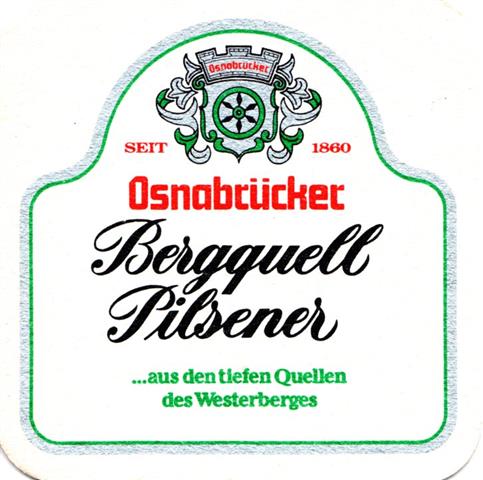 Osnabrücker
SEIT 1860
Osnabrücker
Bergquell
Pilsener
...aus den tiefen Quellen
des Westerberges